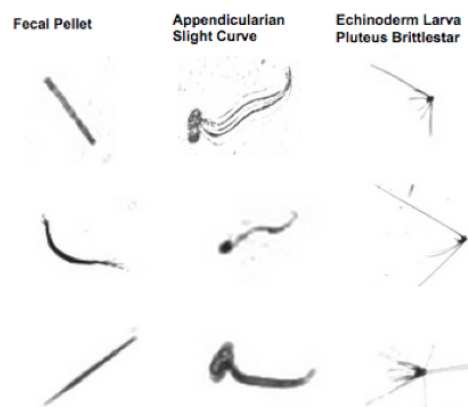 Fecal Pellet
Appendicularian
Slight Curve
Echinoderm Larva
Pluteus Brittlestar